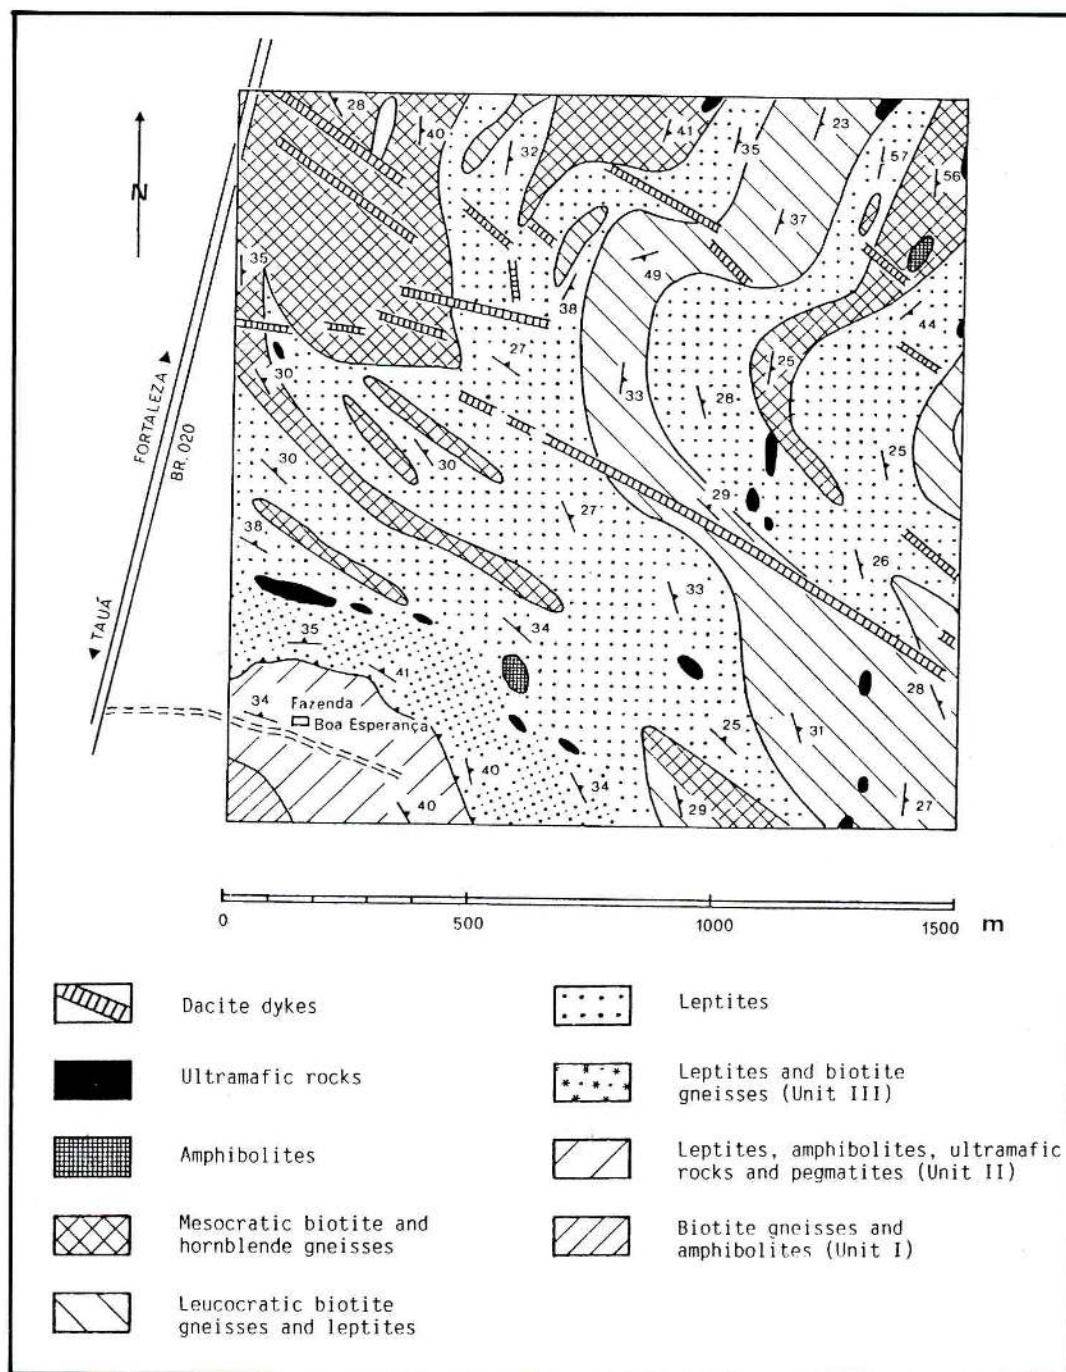 28
40
32
41
35
23
57
56
37
35
49
38
44
N
27
30
33
28
25
25
30
30
27
29
38
26
33
34
35
41
34
28
Fazenda
Boa Esperança
25
31
40
34
40
29
27
FORTALEZA
BR. 020
TAUÁ
0 500 1000 1500 m
Dacite dykes
Ultramafic rocks
Amphibolites
Mesocratic biotite and
hornblende gneisses
Leucocratic biotite
gneisses and leptites
Leptites
Leptites and biotite
gneisses (Unit III)
Leptites, amphibolites, ultramafic
rocks and pegmatites (Unit II)
Biotite gneisses and
amphibolites (Unit I)